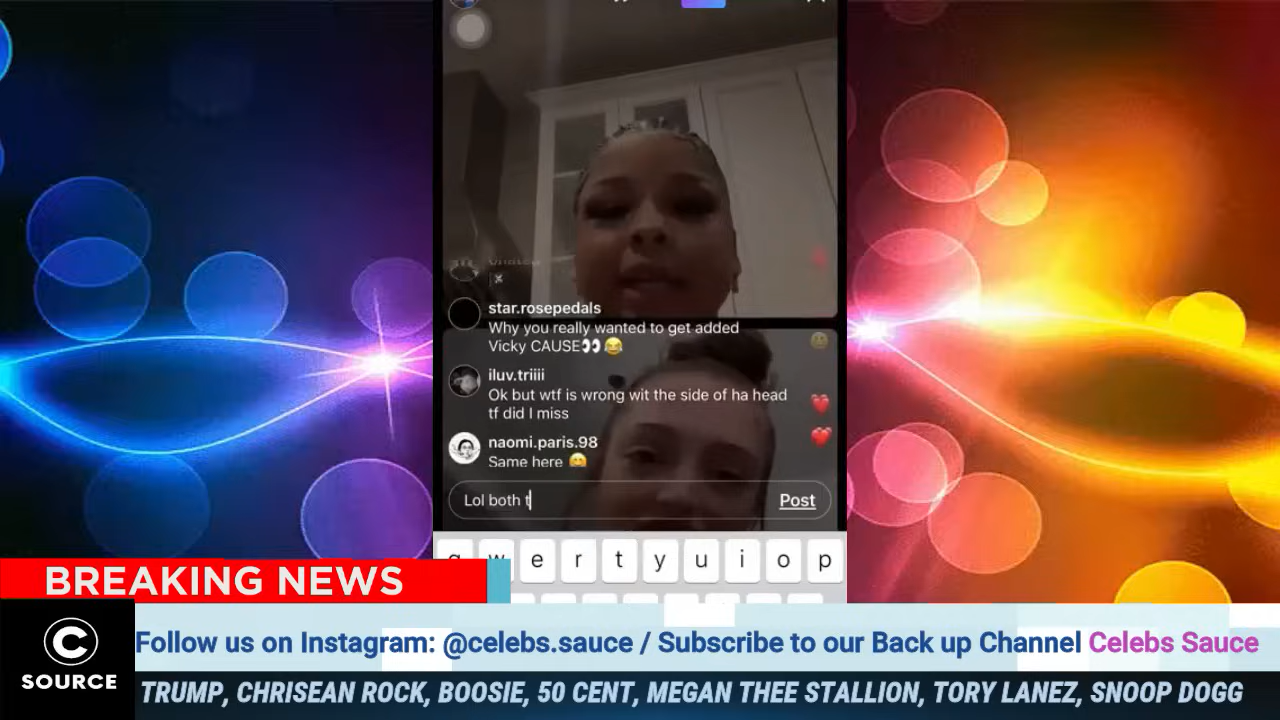 star.rosepedals
Why you really wanted to get added
Vicky CAUSE👀😂
iluv.triiii
Ok but wtf is wrong wit the side of ha head
tf did I miss
naomi.paris.98
Same here 🤗
Lol both t
Post
q w e r t y u i o p
BREAKING NEWS
C
SOURCE
Follow us on Instagram: @celebs.sauce / Subscribe to our Back up Channel Celebs Sauce
TRUMP, CHRISEAN ROCK, BOOSIE, 50 CENT, MEGAN THEE STALLION, TORY LANEZ, SNOOP DOGG